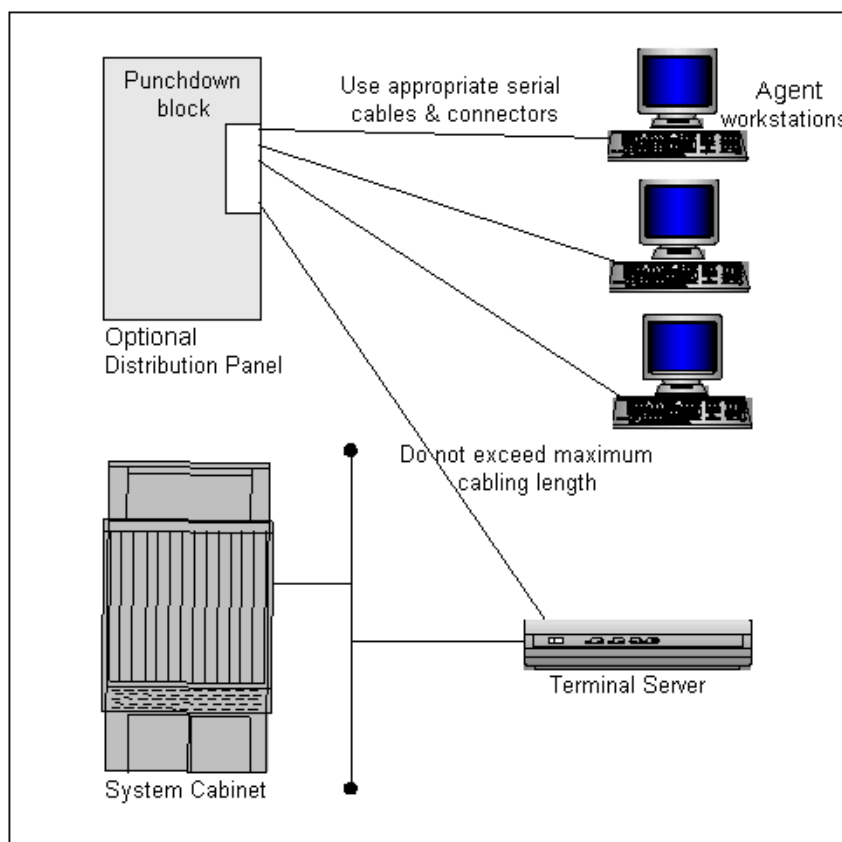 Punchdown
block
Use appropriate serial
cables & connectors
Agent
workstations
Optional
Distribution Panel
Do not exceed maximum
cabling length
Terminal Server
System Cabinet